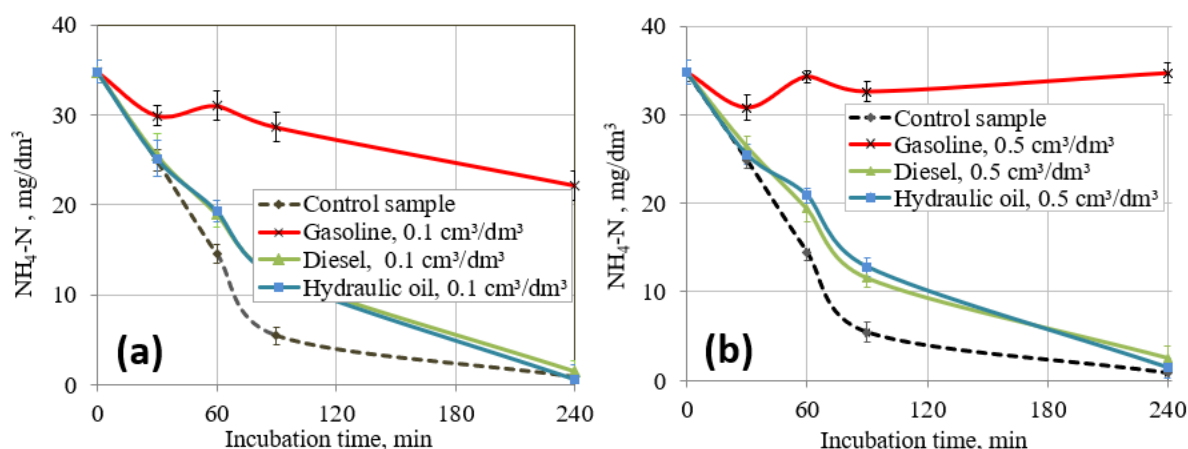 40
30
20
10
0
NH₄-N , mg/dm³
Control sample
Gasoline, 0.1 cm³/dm³
Diesel, 0.1 cm³/dm³
Hydraulic oil, 0.1 cm³/dm³
(a)
0 60 120 180 240
Incubation time, min
40
30
20
10
0
NH₄-N , mg/dm³
Control sample
Gasoline, 0.5 cm³/dm³
Diesel, 0.5 cm³/dm³
Hydraulic oil, 0.5 cm³/dm³
(b)
0 60 120 180 240
Incubation time, min